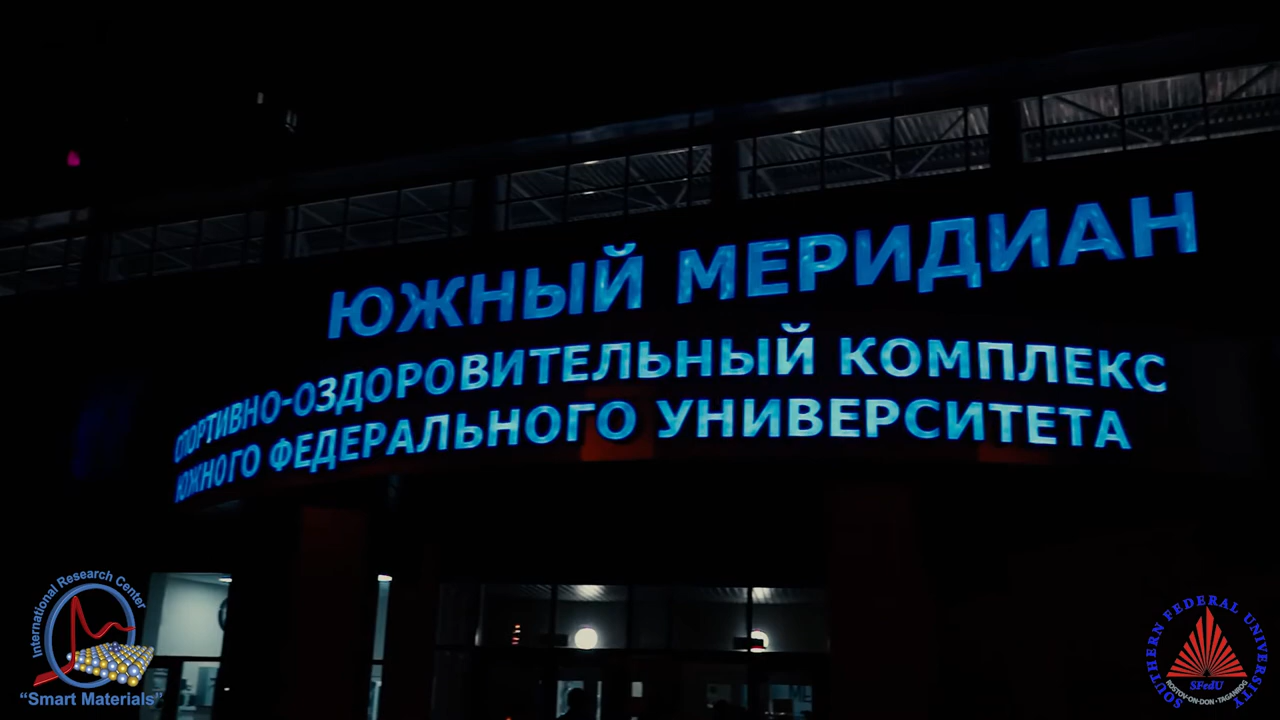 ЮЖНЫЙ МЕРИДИАН
СПОРТИВНО-ОЗДОРОВИТЕЛЬНЫЙ КОМПЛЕКС
ЮЖНОГО ФЕДЕРАЛЬНОГО УНИВЕРСИТЕТА
International Research Center
“Smart Materials”
SOUTHERN FEDERAL UNIVERSITY
SFedU
ROSTOV-ON-DON • TAGANROG